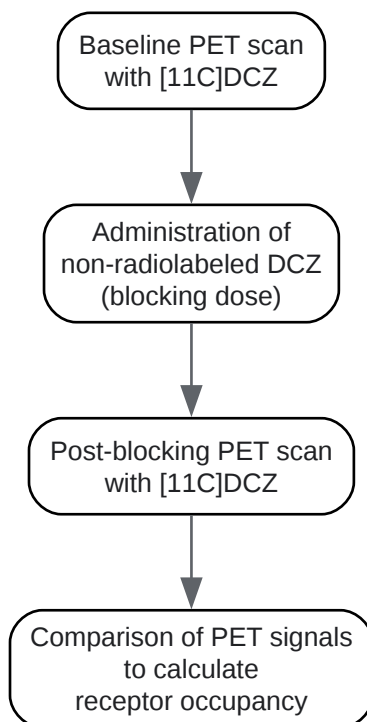 Baseline PET scan
with [11C]DCZ
Administration of
non-radiolabeled DCZ
(blocking dose)
Post-blocking PET scan
with [11C]DCZ
Comparison of PET signals
to calculate
receptor occupancy